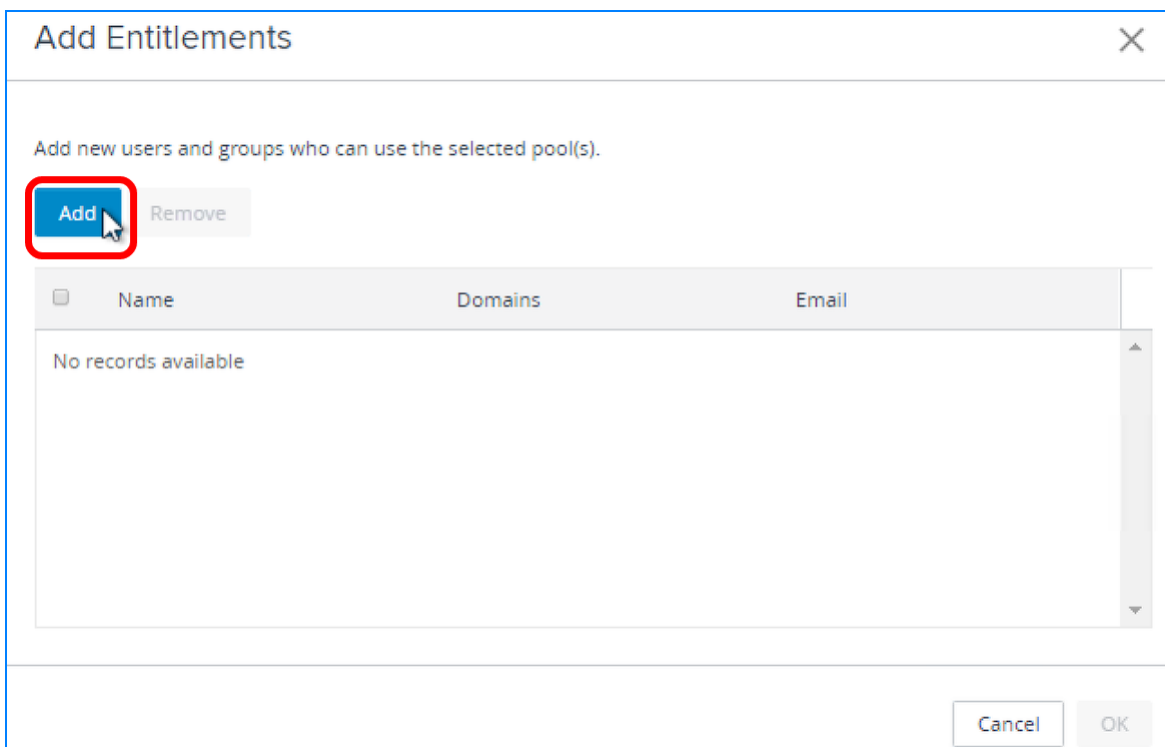 Add Entitlements
Add new users and groups who can use the selected pool(s).
Add Remove
Name Domains Email
No records available
Cancel OK